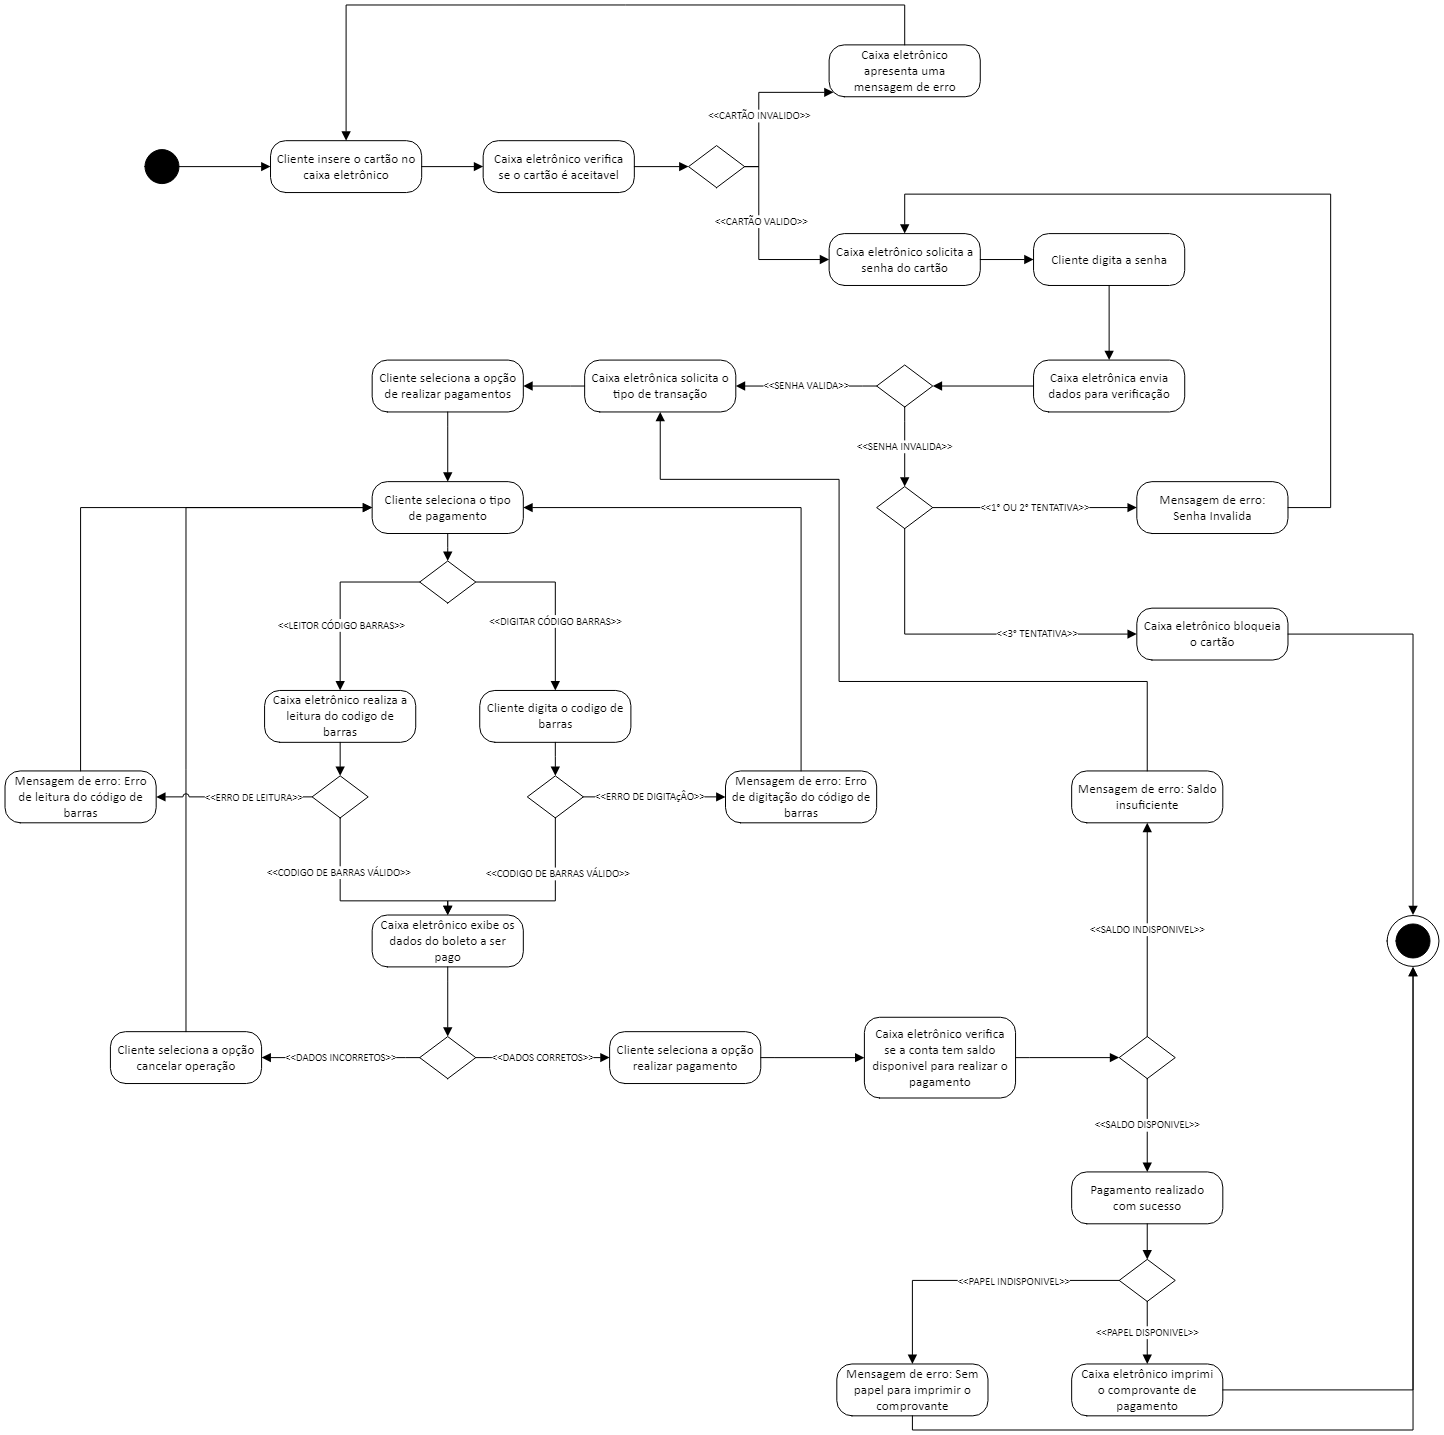 Caixa eletrônico
apresenta uma
mensagem de erro
<<CARTÃO INVALIDO>>
Cliente insere o cartão no
caixa eletrônico
Caixa eletrônico verifica
se o cartão é aceitavel
<<CARTÃO VALIDO>>
Caixa eletrônico solicita a
senha do cartão
Cliente digita a senha
Cliente seleciona a opção
de realizar pagamentos
Caixa eletrônica solicita o
tipo de transação
<<SENHA VALIDA>>
Caixa eletrônica envia
dados para verificação
<<SENHA INVALIDA>>
Cliente seleciona o tipo
de pagamento
<<1° OU 2° TENTATIVA>>
Mensagem de erro:
Senha Invalida
<<LEITOR CÓDIGO BARRAS>>
<<DIGITAR CÓDIGO BARRAS>>
<<3° TENTATIVA>>
Caixa eletrônico bloqueia
o cartão
Caixa eletrônico realiza a
leitura do codigo de
barras
Cliente digita o codigo de
barras
Mensagem de erro: Erro
de leitura do código de
barras
<<ERRO DE LEITURA>>
<<ERRO DE DIGITAçÃO>>
Mensagem de erro: Erro
de digitação do código de
barras
Mensagem de erro: Saldo
insuficiente
<<CODIGO DE BARRAS VÁLIDO>>
<<CODIGO DE BARRAS VÁLIDO>>
Caixa eletrônico exibe os
dados do boleto a ser
pago
<<SALDO INDISPONIVEL>>
Cliente seleciona a opção
cancelar operação
<<DADOS INCORRETOS>>
<<DADOS CORRETOS>>
Cliente seleciona a opção
realizar pagamento
Caixa eletrônico verifica
se a conta tem saldo
disponivel para realizar o
pagamento
<<SALDO DISPONIVEL>>
Pagamento realizado
com sucesso
<<PAPEL INDISPONIVEL>>
<<PAPEL DISPONIVEL>>
Mensagem de erro: Sem
papel para imprimir o
comprovante
Caixa eletrônico imprimi
o comprovante de
pagamento